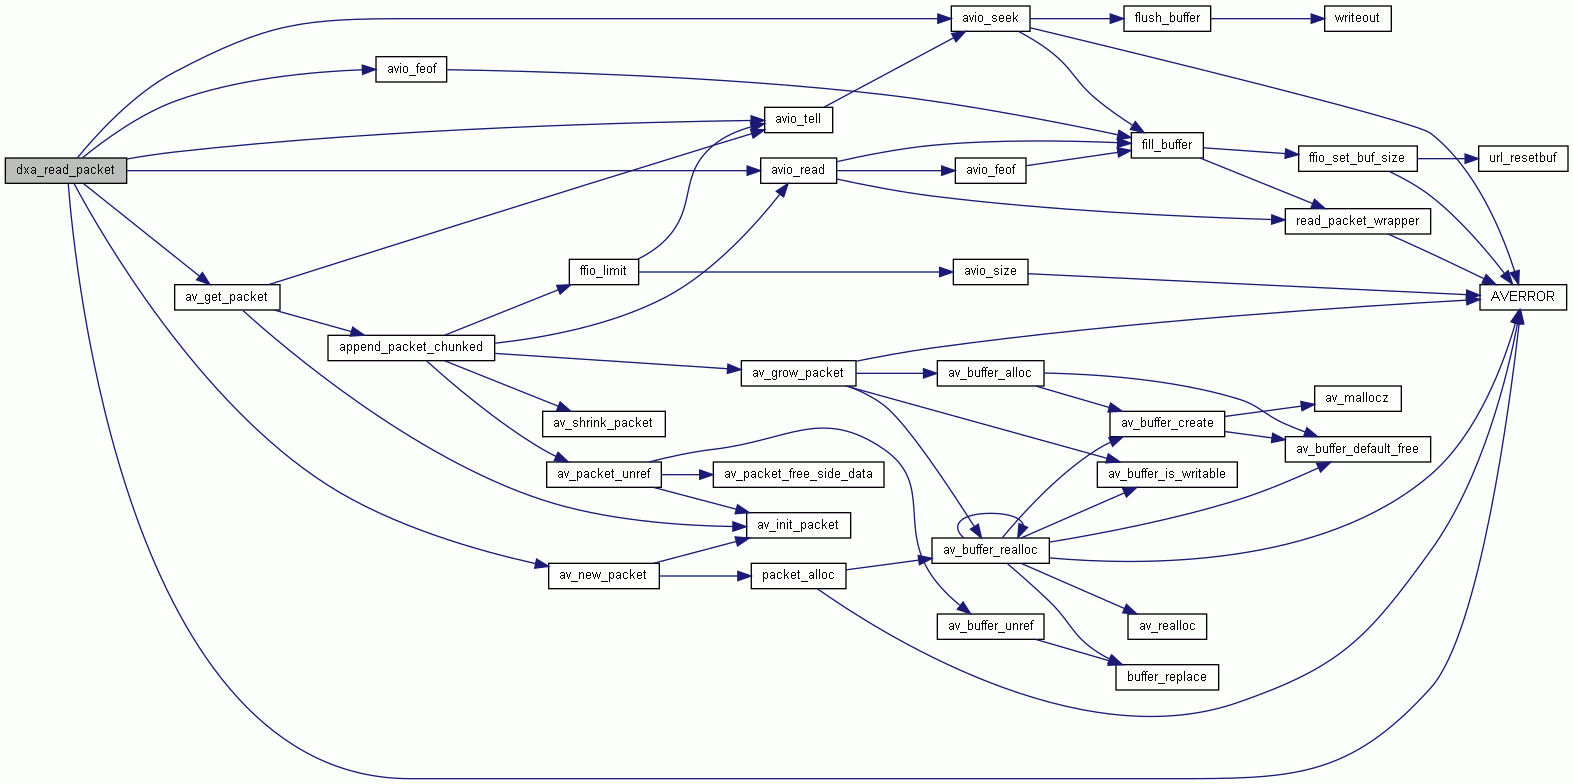 avio_seek
flush_buffer
writeout
avio_feof
avio_tell
fill_buffer
ffio_set_buf_size
url_resetbuf
dxa_read_packet
avio_read
avio_feof
read_packet_wrapper
ffio_limit
avio_size
av_get_packet
AVERROR
append_packet_chunked
av_grow_packet
av_buffer_alloc
av_mallocz
av_shrink_packet
av_buffer_create
av_buffer_default_free
av_packet_unref
av_packet_free_side_data
av_buffer_is_writable
av_init_packet
av_buffer_realloc
av_new_packet
packet_alloc
av_buffer_unref
av_realloc
buffer_replace